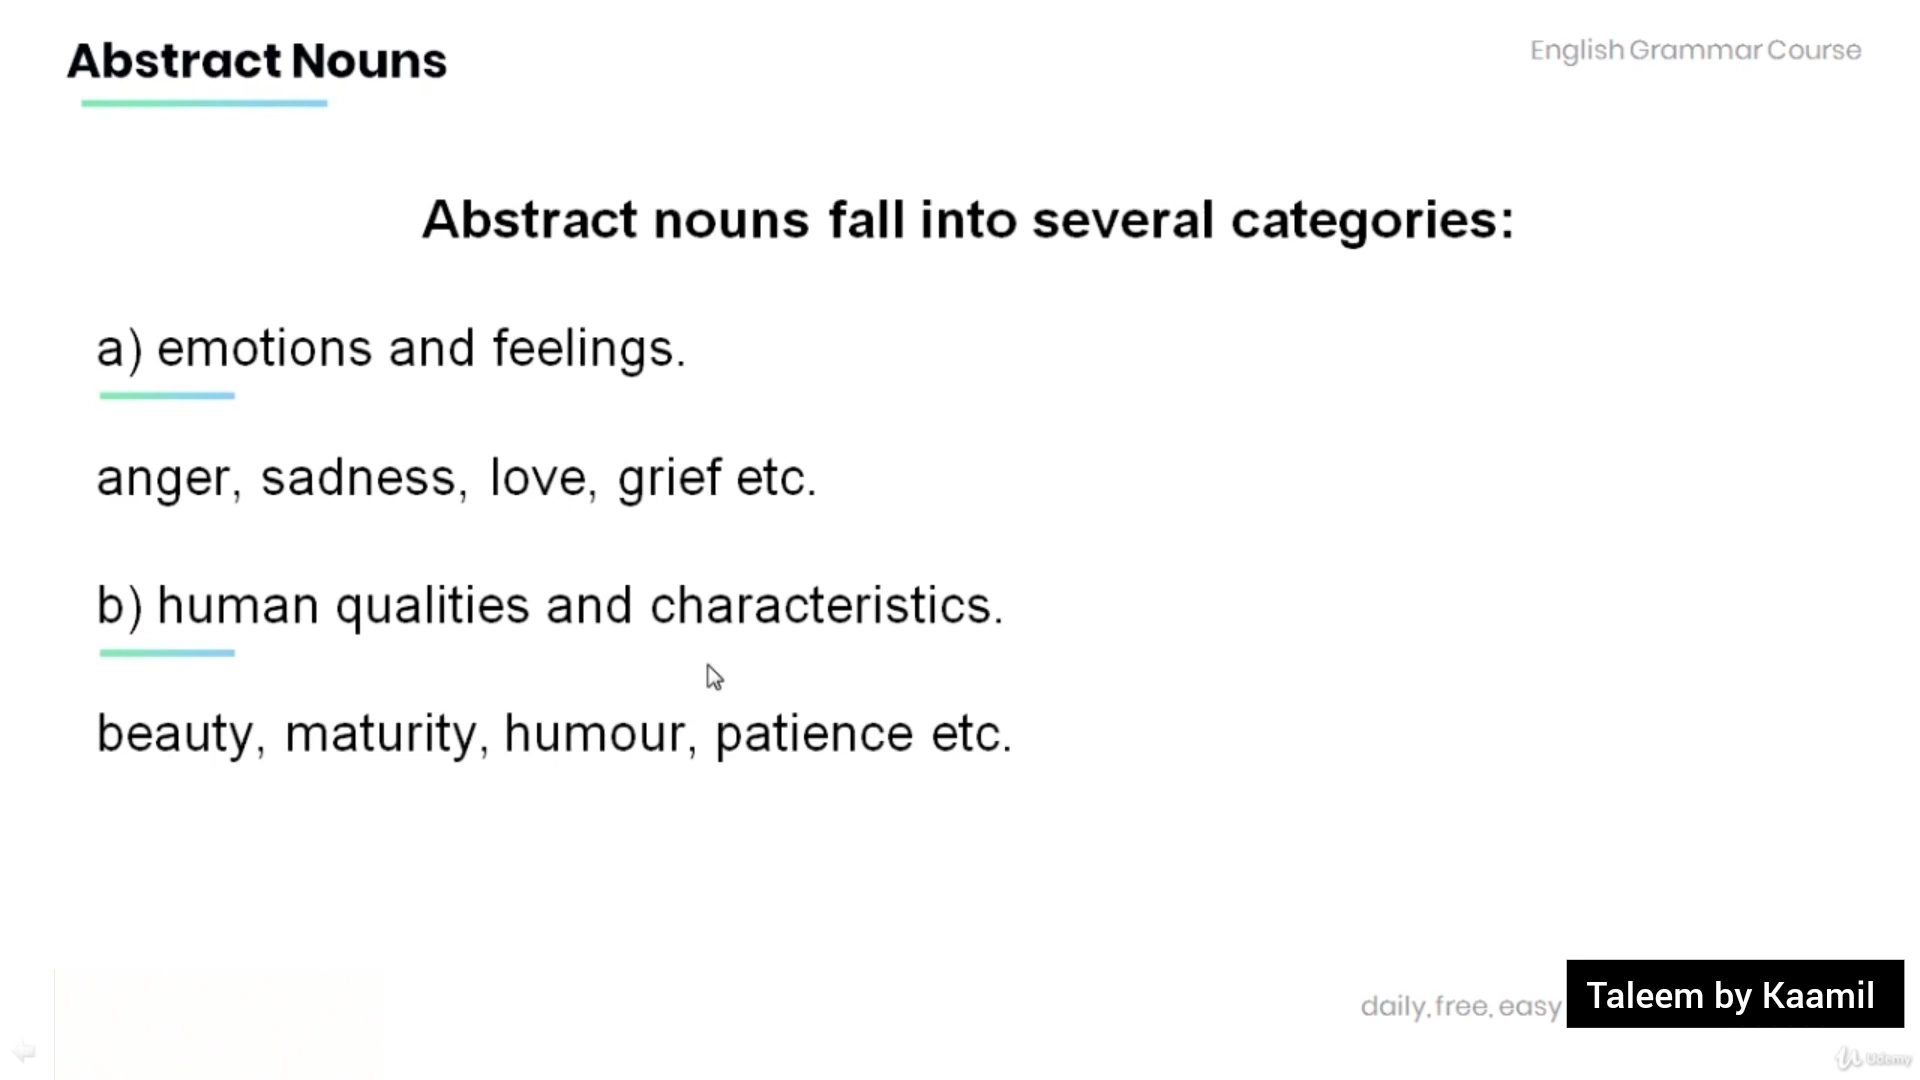 Abstract Nouns
English Grammar Course
Abstract nouns fall into several categories:
a) emotions and feelings.
anger, sadness, love, grief etc.
b) human qualities and characteristics.
beauty, maturity, humour, patience etc.
daily, free, easy
Taleem by Kaamil
Udemy